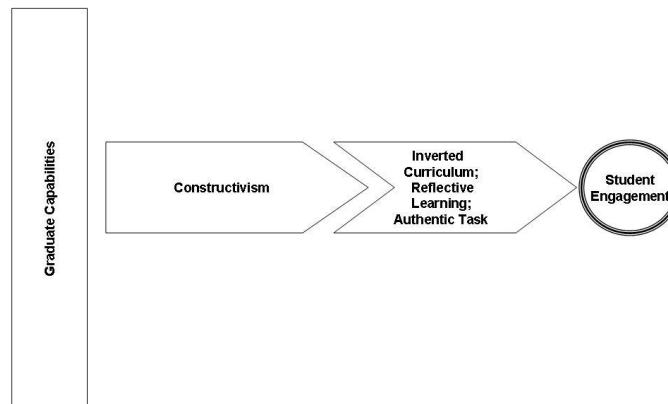 Graduate Capabilities
Constructivism
Inverted
Curriculum;
Reflective
Learning;
Authentic Task
Student
Engagement